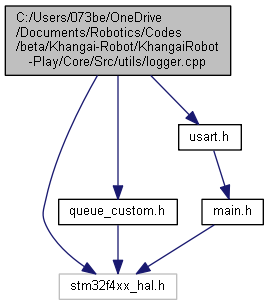 C:/Users/073be/OneDrive
/Documents/Robotics/Codes
/beta/Khangai-Robot/KhangaiRobot
-Play/Core/Src/utils/logger.cpp
usart.h
queue_custom.h
main.h
stm32f4xx_hal.h